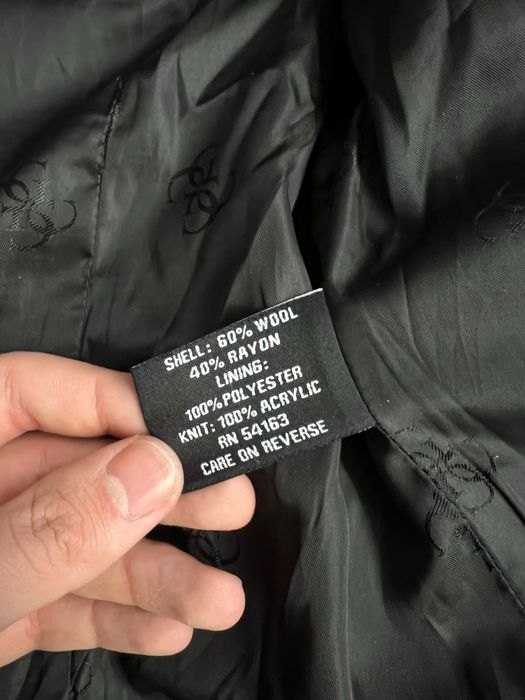 SHELL: 60% WOOL
40% RAYON
LINING:
100%POLYESTER
KNIT: 100% ACRYLIC
RN 54163
CARE ON REVERSE